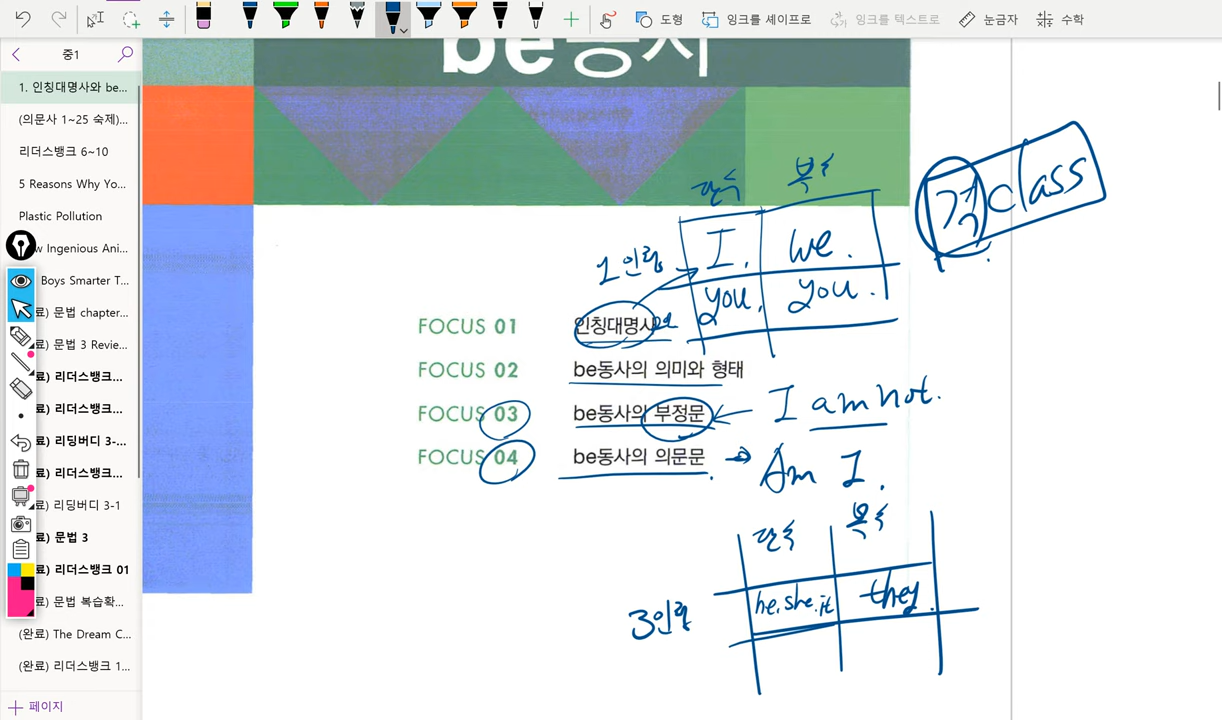 도형
잉크를 셰이프로
잉크를 텍스트로
눈금자
수학
중1
1. 인칭대명사와 be...
(의문사 1~25 숙제)...
리더스뱅크 6~10
5 Reasons Why Yo...
Plastic Pollution
w Ingenious Ani...
Boys Smarter T...
료) 문법 chapter...
료) 문법 3 Revie...
료) 리더스뱅크...
료) 리더스뱅크...
료) 리딩버디 3-...
료) 리더스뱅크...
료) 리딩버디 3-1
료) 문법 3
료) 리더스뱅크 01
료) 문법 복습확...
(완료) The Dream C...
(완료) 리더스뱅크 1...
페이지
be동사
단수 복수
1인칭 I, we.
you, you.
격 class
FOCUS 01 인칭대명사
FOCUS 02 be동사의 의미와 형태
FOCUS 03 be동사의 부정문
I am not.
FOCUS 04 be동사의 의문문
Am I.
단수 복수
3인칭 he, she, it they.